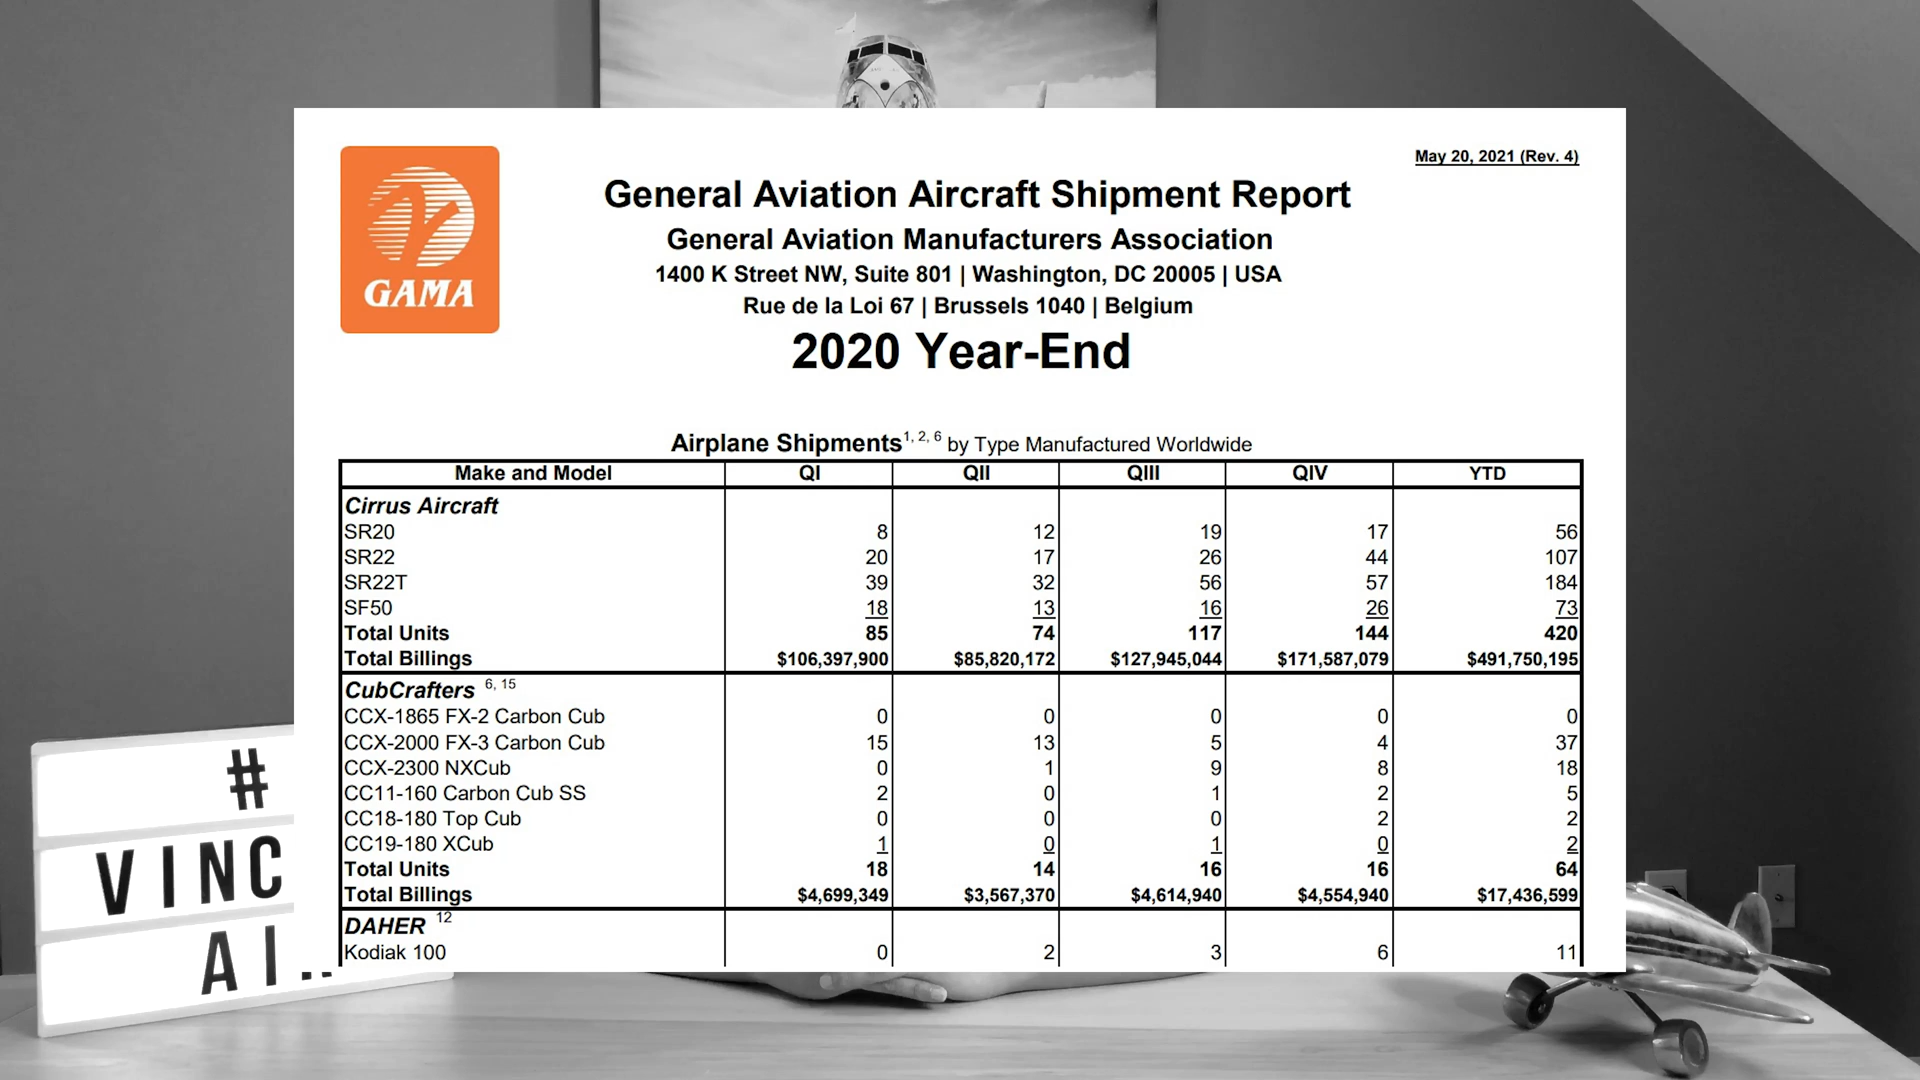 May 20, 2021 (Rev. 4)
GAMA
General Aviation Aircraft Shipment Report
General Aviation Manufacturers Association
1400 K Street NW, Suite 801 | Washington, DC 20005 | USA
Rue de la Loi 67 | Brussels 1040 | Belgium
2020 Year-End
Airplane Shipments1, 2, 6 by Type Manufactured Worldwide
Make and Model QI QII QIII QIV YTD
Cirrus Aircraft
SR20 8 12 19 17 56
SR22 20 17 26 44 107
SR22T 39 32 56 57 184
SF50 18 13 16 26 73
Total Units 85 74 117 144 420
Total Billings $106,397,900 $85,820,172 $127,945,044 $171,587,079 $491,750,195
CubCrafters 6, 15
CCX-1865 FX-2 Carbon Cub 0 0 0 0 0
CCX-2000 FX-3 Carbon Cub 15 13 5 4 37
CCX-2300 NXCub 0 1 9 8 18
CC11-160 Carbon Cub SS 2 0 1 2 5
CC18-180 Top Cub 0 0 0 2 2
CC19-180 XCub 1 0 1 0 2
Total Units 18 14 16 16 64
Total Billings $4,699,349 $3,567,370 $4,614,940 $4,554,940 $17,436,599
DAHER 12
Kodiak 100 0 2 3 6 11
#
VINC
AI